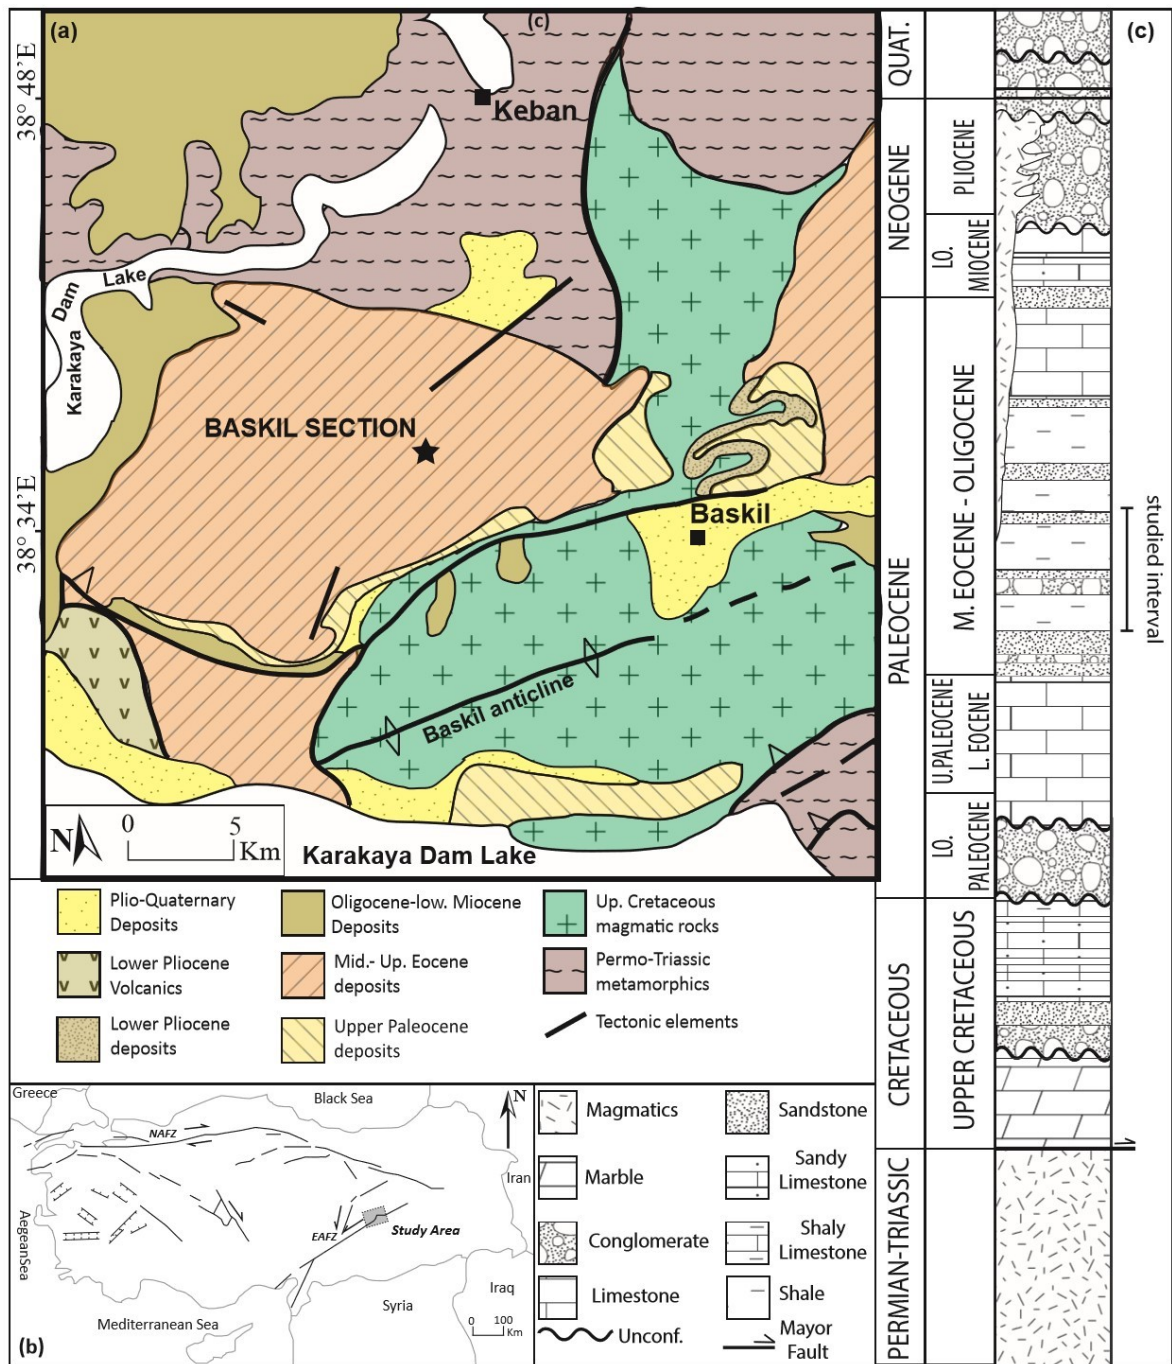 (a)
(c)
38° 48'E
Keban
Lake
Dam
Karakaya
BASKIL SECTION
38° 34'E
Baskil
Baskil anticline
N
0 5
Km
Karakaya Dam Lake
Plio-Quaternary
Deposits
Lower Pliocene
Volcanics
Lower Pliocene
deposits
Oligocene-low. Miocene
Deposits
Mid.- Up. Eocene
deposits
Upper Paleocene
deposits
Up. Cretaceous
magmatic rocks
Permo-Triassic
metamorphics
Tectonic elements
Greece
Black Sea
N
NAFZ
Iran
AegeanSea
EAFZ
Study Area
Iraq
Syria
Mediterranean Sea
0 100
Km
(b)
Magmatics
Marble
Conglomerate
Limestone
Unconf.
Sandstone
Sandy
Limestone
Shaly
Limestone
Shale
Mayor
Fault
(c)
QUAT.
NEOGENE
PLIOCENE
LO.
MIOCENE
PALEOCENE
M. EOCENE - OLIGOCENE
U.PALEOCENE
L. EOCENE
LO.
PALEOCENE
CRETACEOUS
UPPER CRETACEOUS
PERMIAN-TRIASSIC
studied interval